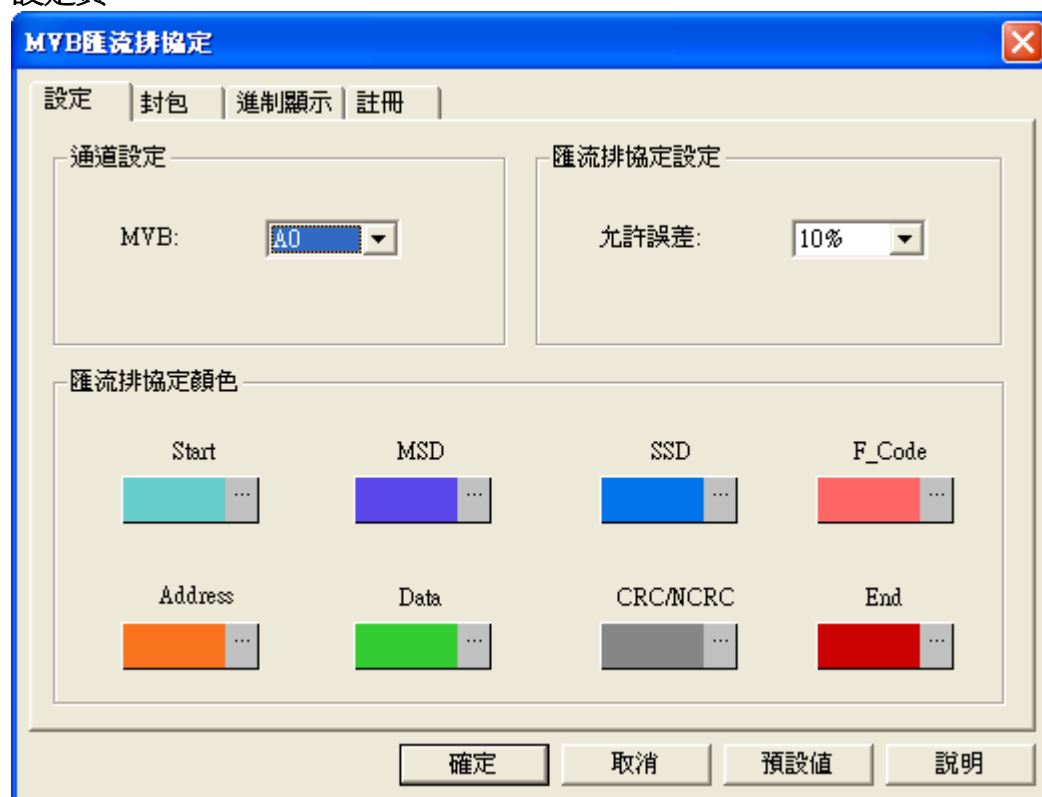 MVB匯流排協定
設定 封包 進制顯示 註冊
通道設定
MVB: A0
匯流排協定設定
允許誤差: 10%
匯流排協定顏色
Start MSD SSD F_Code
... ... ... ...
Address Data CRC/NCRC End
... ... ... ...
確定 取消 預設值 說明